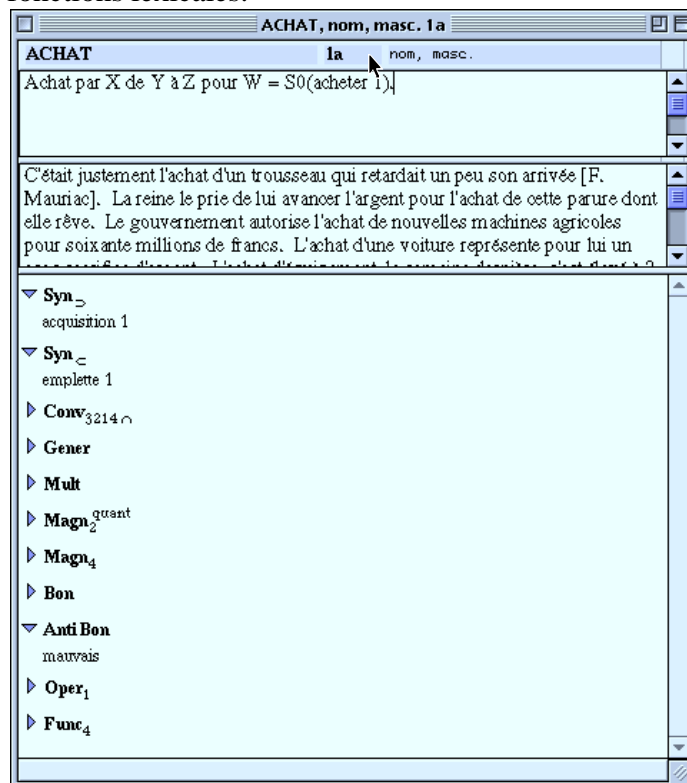 fonctions lexicales.
ACHAT, nom, masc. 1a
ACHAT 1a nom, masc.
Achat par X de Y à Z pour W = S0(acheter 1).
C'était justement l'achat d'un trousseau qui retardait un peu son arrivée [F.
Mauriac]. La reine le prie de lui avancer l'argent pour l'achat de cette parure dont
elle rêve. Le gouvernement autorise l'achat de nouvelles machines agricoles
pour soixante millions de francs. L'achat d'une voiture représente pour lui un
Syn⊃
acquisition 1
Syn⊂
emplette 1
Conv3214∩
Gener
Mult
Magn2quant
Magn4
Bon
AntiBon
mauvais
Oper1
Func4